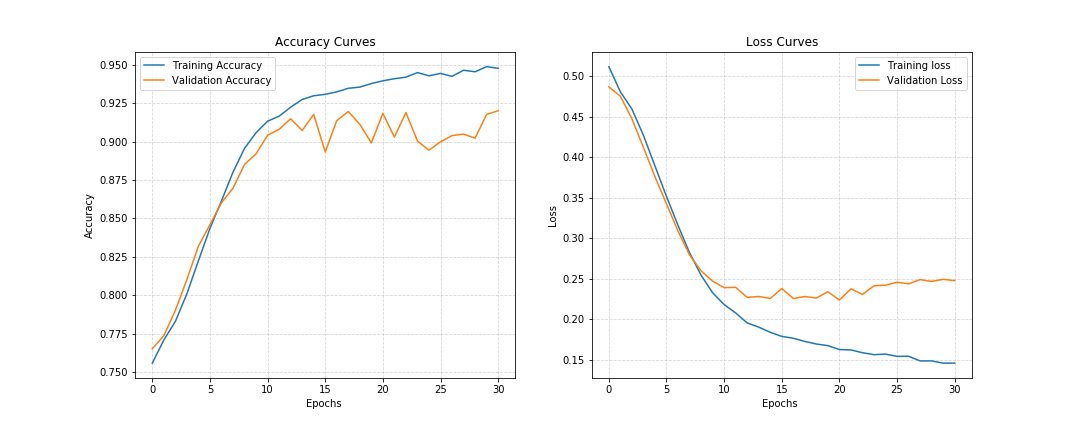 Accuracy Curves
Training Accuracy
Validation Accuracy
0.950
0.925
0.900
0.875
0.850
0.825
0.800
0.775
0.750
Accuracy
0 5 10 15 20 25 30
Epochs
Loss Curves
Training loss
Validation Loss
0.50
0.45
0.40
0.35
0.30
0.25
0.20
0.15
Loss
0 5 10 15 20 25 30
Epochs